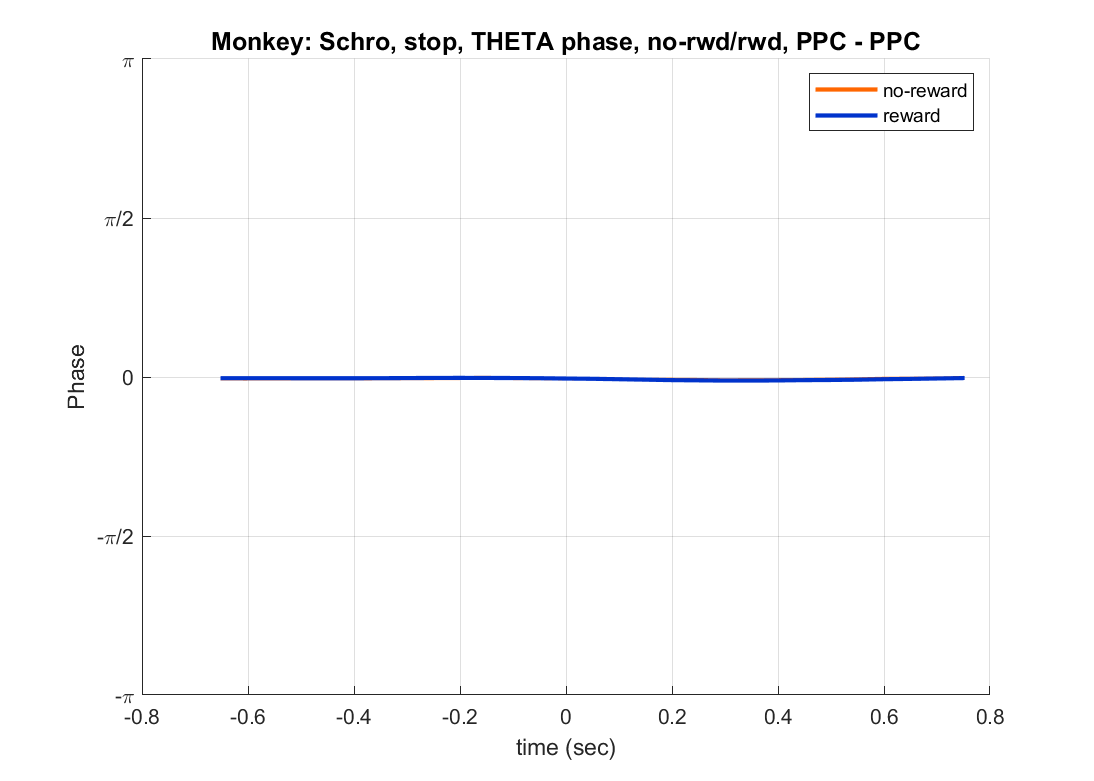 Monkey: Schro, stop, THETA phase, no-rwd/rwd, PPC - PPC
no-reward
reward
π
π/2
0
-π/2
-π
Phase
-0.8 -0.6 -0.4 -0.2 0 0.2 0.4 0.6 0.8
time (sec)